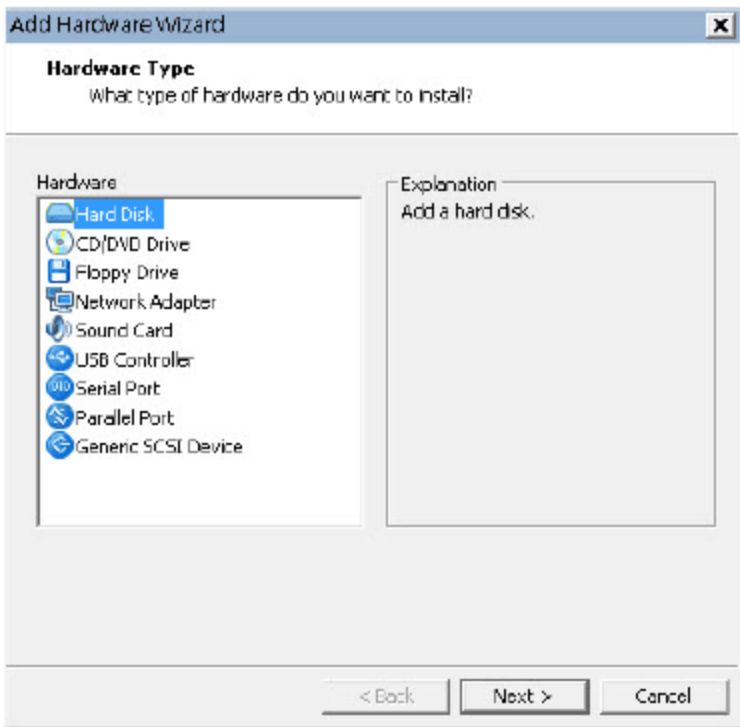 Add Hardware Wizard
Hardware Type
What type of hardware do you want to install?
Hardware
Hard Disk
CD/DVD Drive
Floppy Drive
Network Adapter
Sound Card
USB Controller
Serial Port
Parallel Port
Generic SCSI Device
Explanation
Add a hard disk.
< Back
Next >
Cancel